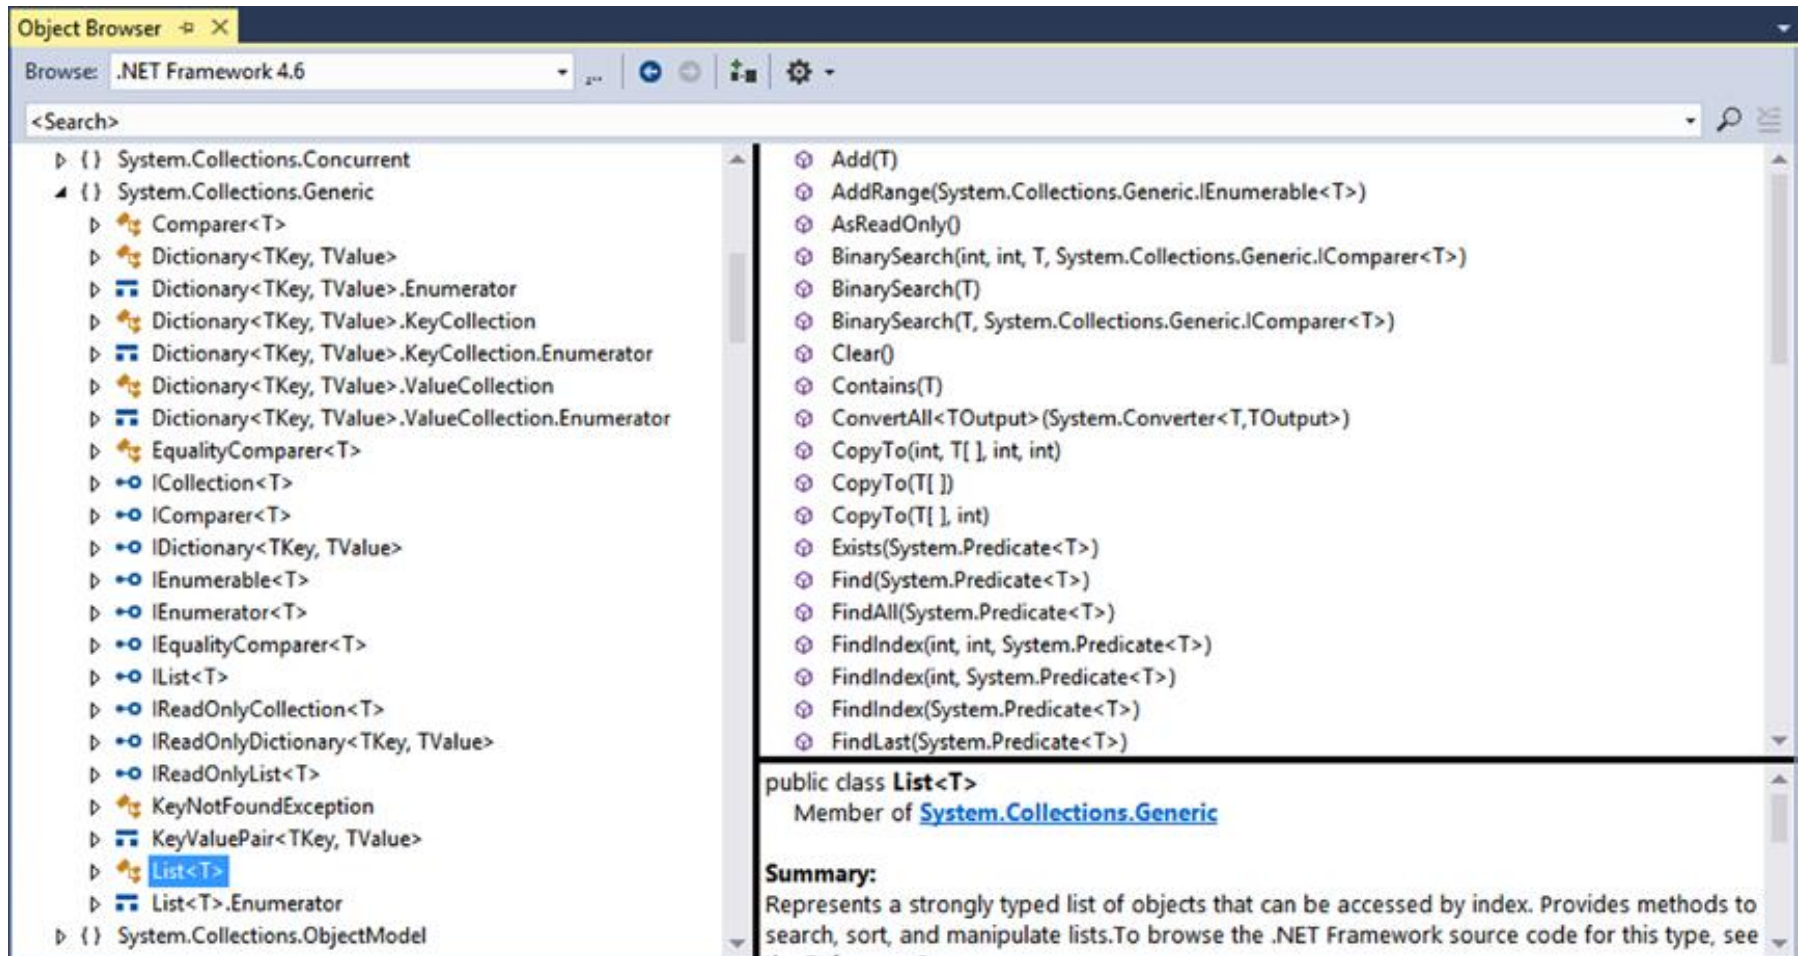 Object Browser
Browse: .NET Framework 4.6
<Search>
{ } System.Collections.Concurrent
{ } System.Collections.Generic
Comparer<T>
Dictionary<TKey, TValue>
Dictionary<TKey, TValue>.Enumerator
Dictionary<TKey, TValue>.KeyCollection
Dictionary<TKey, TValue>.KeyCollection.Enumerator
Dictionary<TKey, TValue>.ValueCollection
Dictionary<TKey, TValue>.ValueCollection.Enumerator
EqualityComparer<T>
ICollection<T>
IComparer<T>
IDictionary<TKey, TValue>
IEnumerable<T>
IEnumerator<T>
IEqualityComparer<T>
IList<T>
IReadOnlyCollection<T>
IReadOnlyDictionary<TKey, TValue>
IReadOnlyList<T>
KeyNotFoundException
KeyValuePair<TKey, TValue>
List<T>
List<T>.Enumerator
{ } System.Collections.ObjectModel
Add(T)
AddRange(System.Collections.Generic.IEnumerable<T>)
AsReadOnly()
BinarySearch(int, int, T, System.Collections.Generic.IComparer<T>)
BinarySearch(T)
BinarySearch(T, System.Collections.Generic.IComparer<T>)
Clear()
Contains(T)
ConvertAll<TOutput>(System.Converter<T,TOutput>)
CopyTo(int, T[ ], int, int)
CopyTo(T[ ])
CopyTo(T[ ], int)
Exists(System.Predicate<T>)
Find(System.Predicate<T>)
FindAll(System.Predicate<T>)
FindIndex(int, int, System.Predicate<T>)
FindIndex(int, System.Predicate<T>)
FindIndex(System.Predicate<T>)
FindLast(System.Predicate<T>)
public class List<T>
Member of System.Collections.Generic
Summary:
Represents a strongly typed list of objects that can be accessed by index. Provides methods to
search, sort, and manipulate lists.To browse the .NET Framework source code for this type, see